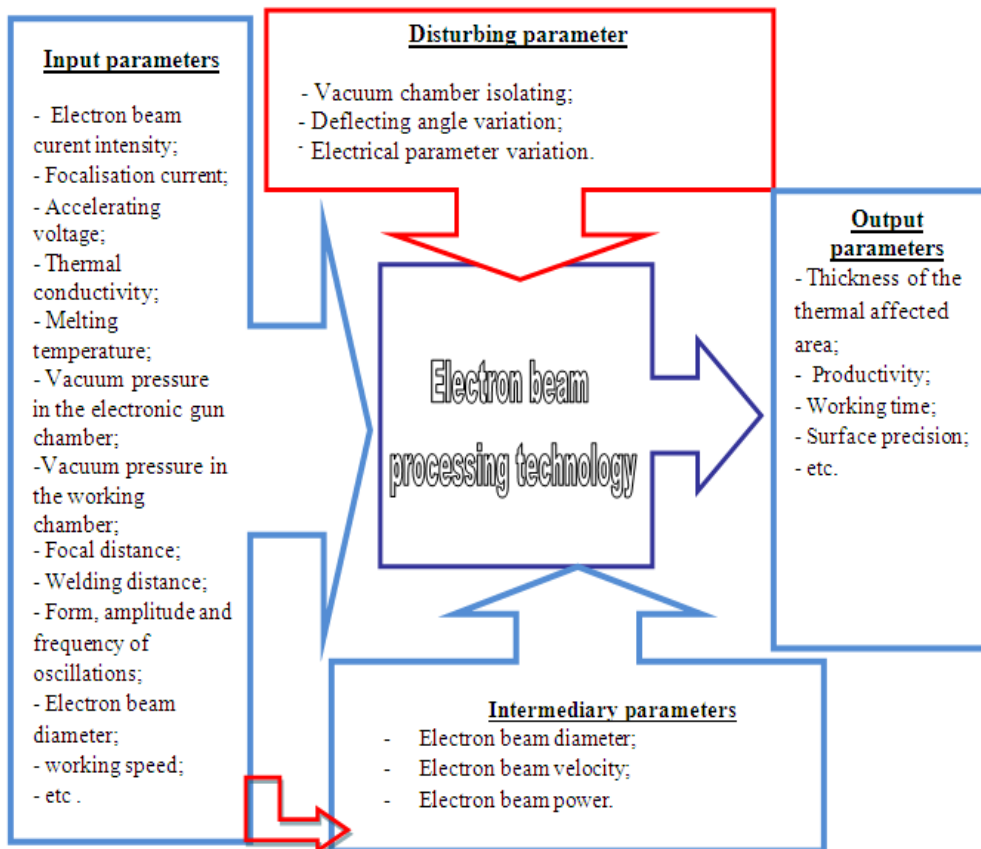 Input parameters
- Electron beam
curent intensity;
- Focalisation current;
- Accelerating
voltage;
- Thermal
conductivity;
- Melting
temperature;
- Vacuum pressure
in the electronic gun
chamber;
-Vacuum pressure in
the working
chamber;
- Focal distance;
- Welding distance;
- Form, amplitude and
frequency of
oscillations;
- Electron beam
diameter;
- working speed;
- etc .
Disturbing parameter
- Vacuum chamber isolating;
- Deflecting angle variation;
- Electrical parameter variation.
Electron beam
processing technology
Output
parameters
- Thickness of the
thermal affected
area;
- Productivity;
- Working time;
- Surface precision;
- etc.
Intermediary parameters
- Electron beam diameter;
- Electron beam velocity;
- Electron beam power.